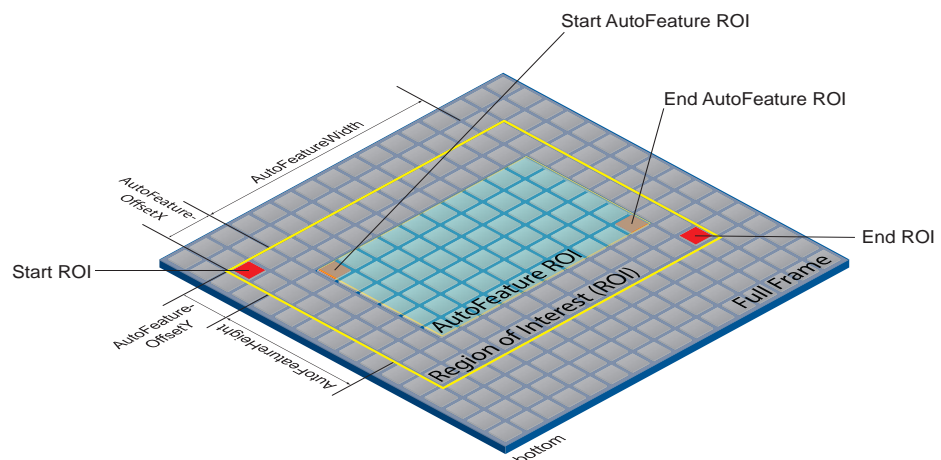 Start AutoFeature ROI
End AutoFeature ROI
AutoFeatureWidth
AutoFeature-
OffsetX
Start ROI
End ROI
AutoFeature ROI
Region of Interest (ROI)
Full Frame
AutoFeature-
OffsetY
AutoFeatureHeight
bottom